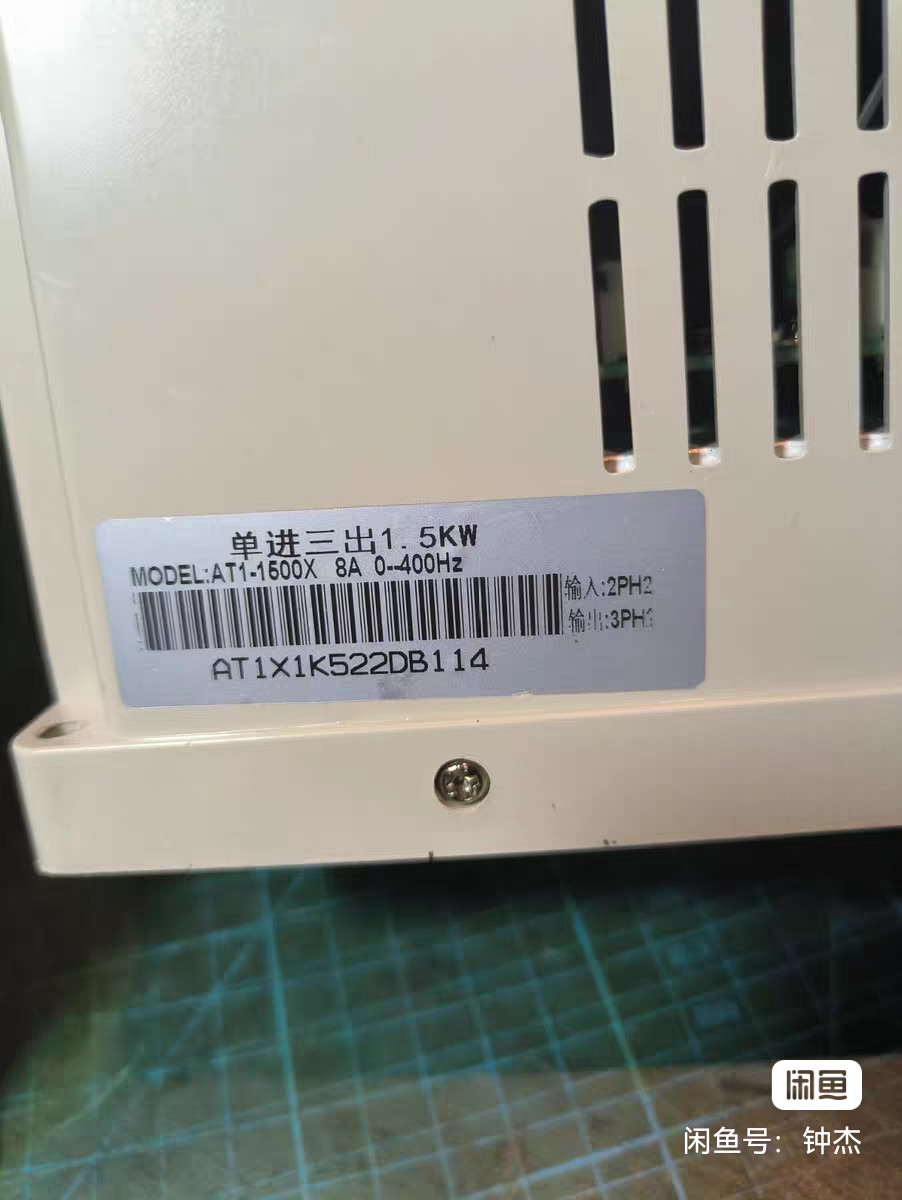 单进三出1.5KW
MODEL:AT1-1500X 8A 0--400Hz
输入:2PH2
输出:3PH
AT1X1K522DB114
闲鱼
闲鱼号：钟杰